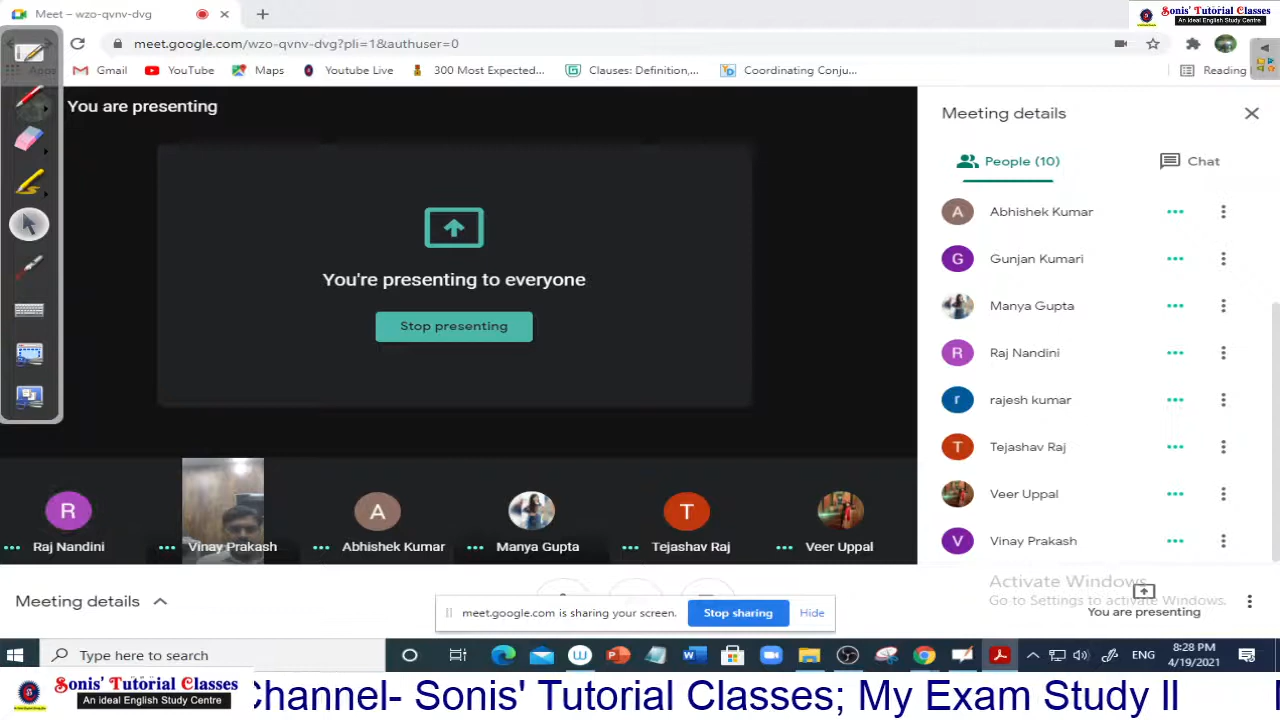 Meet – wzo-qvnv-dvg
Sonis' Tutorial Classes
An Ideal English Study Centre
meet.google.com/wzo-qvnv-dvg?pli=1&authuser=0
Apps
Gmail
YouTube
Maps
Youtube Live
300 Most Expected...
Clauses: Definition,...
Coordinating Conju...
Reading
You are presenting
You're presenting to everyone
Stop presenting
Raj Nandini
Vinay Prakash
Abhishek Kumar
Manya Gupta
Tejashav Raj
Veer Uppal
R
A
T
Meeting details
People (10)
Chat
A
Abhishek Kumar
G
Gunjan Kumari
Manya Gupta
R
Raj Nandini
r
rajesh kumar
T
Tejashav Raj
Veer Uppal
V
Vinay Prakash
Activate Windows
Go to Settings to activate Windows.
You are presenting
Meeting details
meet.google.com is sharing your screen.
Stop sharing
Hide
Type here to search
ENG
8:28 PM
4/19/2021
Sonis' Tutorial Classes
An Ideal English Study Centre
Channel- Sonis' Tutorial Classes; My Exam Study II